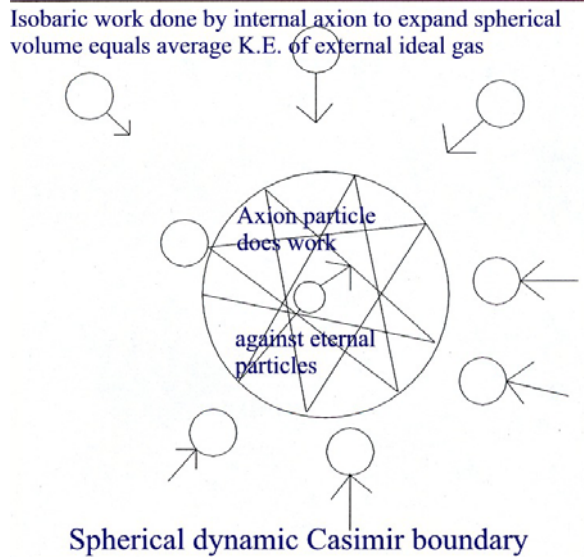 Isobaric work done by internal axion to expand spherical
volume equals average K.E. of external ideal gas
Axion particle
does work
against eternal
particles
Spherical dynamic Casimir boundary